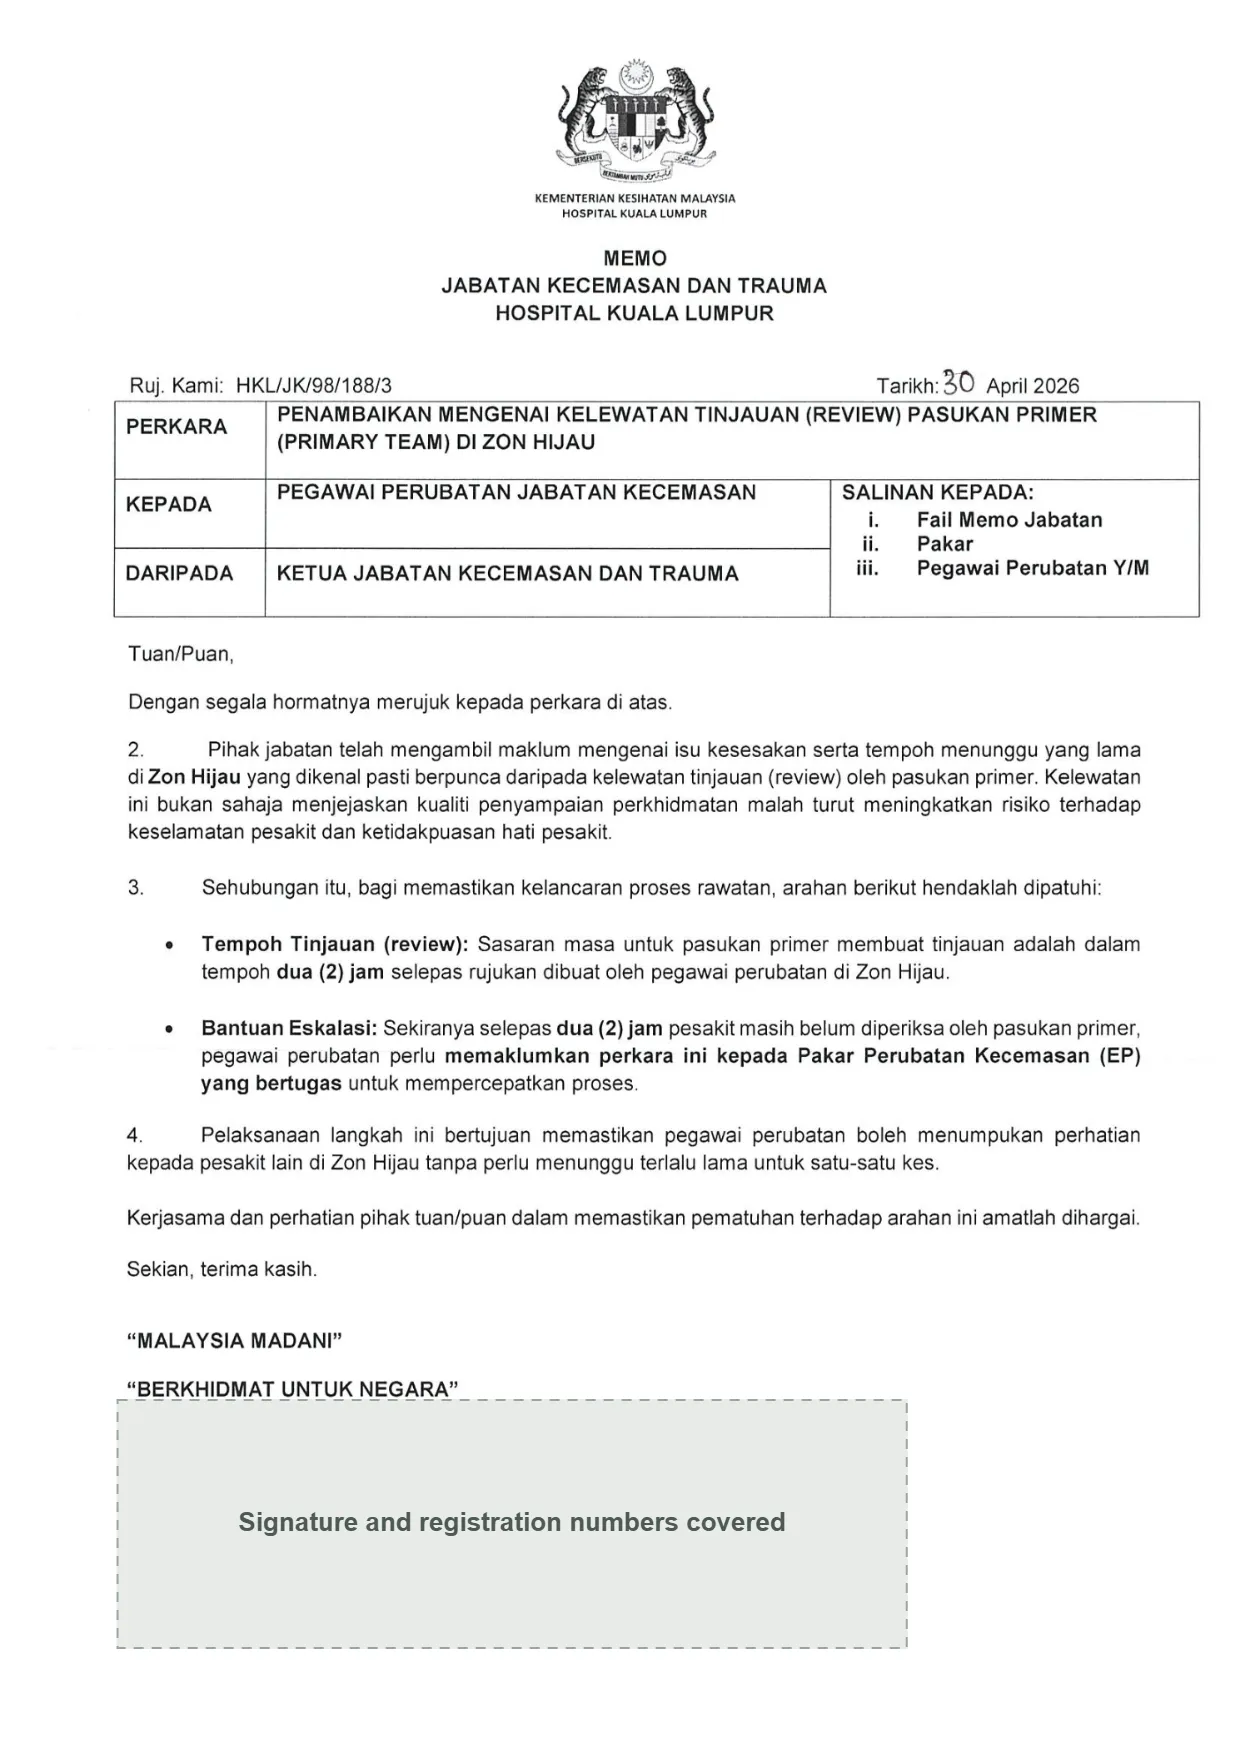 BERSEKUTU
BERTAMBAH MUTU
KEMENTERIAN KESIHATAN MALAYSIA
HOSPITAL KUALA LUMPUR
MEMO
JABATAN KECEMASAN DAN TRAUMA
HOSPITAL KUALA LUMPUR
Ruj. Kami: HKL/JK/98/188/3
Tarikh: 30 April 2026
PERKARA
PENAMBAIKAN MENGENAI KELEWATAN TINJAUAN (REVIEW) PASUKAN PRIMER
(PRIMARY TEAM) DI ZON HIJAU
KEPADA
PEGAWAI PERUBATAN JABATAN KECEMASAN
DARIPADA
KETUA JABATAN KECEMASAN DAN TRAUMA
SALINAN KEPADA:
i. Fail Memo Jabatan
ii. Pakar
iii. Pegawai Perubatan Y/M
Tuan/Puan,
Dengan segala hormatnya merujuk kepada perkara di atas.
2. Pihak jabatan telah mengambil maklum mengenai isu kesesakan serta tempoh menunggu yang lama
di Zon Hijau yang dikenal pasti berpunca daripada kelewatan tinjauan (review) oleh pasukan primer. Kelewatan
ini bukan sahaja menjejaskan kualiti penyampaian perkhidmatan malah turut meningkatkan risiko terhadap
keselamatan pesakit dan ketidakpuasan hati pesakit.
3. Sehubungan itu, bagi memastikan kelancaran proses rawatan, arahan berikut hendaklah dipatuhi:
• Tempoh Tinjauan (review): Sasaran masa untuk pasukan primer membuat tinjauan adalah dalam
tempoh dua (2) jam selepas rujukan dibuat oleh pegawai perubatan di Zon Hijau.
• Bantuan Eskalasi: Sekiranya selepas dua (2) jam pesakit masih belum diperiksa oleh pasukan primer,
pegawai perubatan perlu memaklumkan perkara ini kepada Pakar Perubatan Kecemasan (EP)
yang bertugas untuk mempercepatkan proses.
4. Pelaksanaan langkah ini bertujuan memastikan pegawai perubatan boleh menumpukan perhatian
kepada pesakit lain di Zon Hijau tanpa perlu menunggu terlalu lama untuk satu-satu kes.
Kerjasama dan perhatian pihak tuan/puan dalam memastikan pematuhan terhadap arahan ini amatlah dihargai.
Sekian, terima kasih.
“MALAYSIA MADANI”
“BERKHIDMAT UNTUK NEGARA”
Signature and registration numbers covered